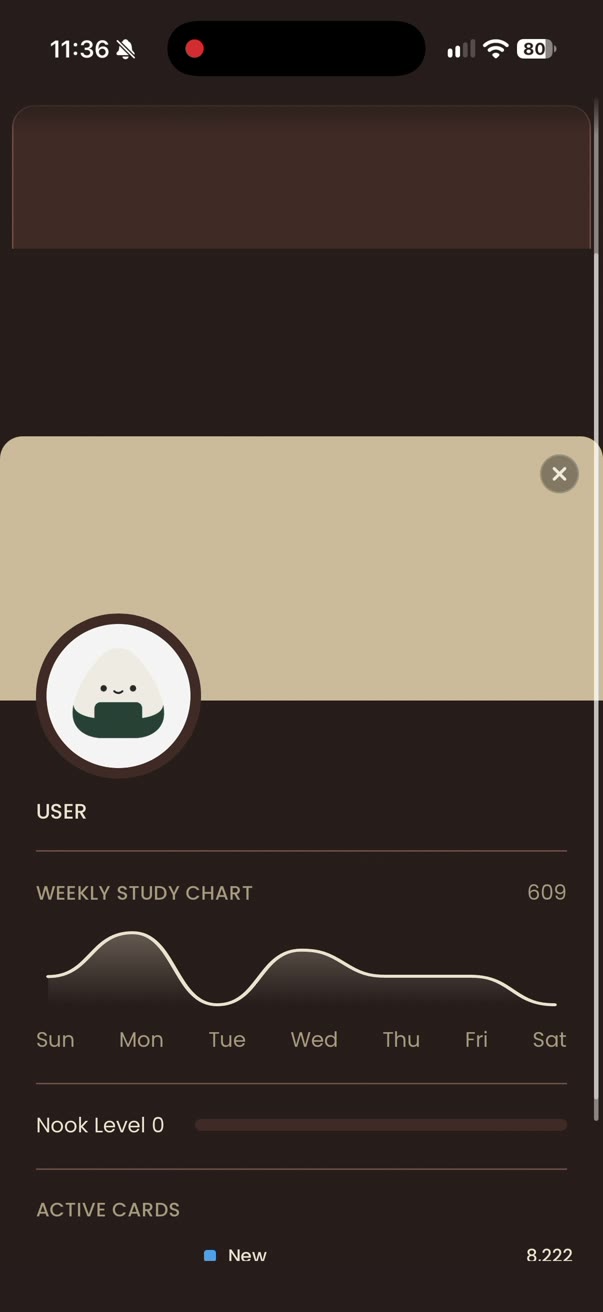 11:36
80
USER
WEEKLY STUDY CHART 609
Sun Mon Tue Wed Thu Fri Sat
Nook Level 0
ACTIVE CARDS
New 8,222